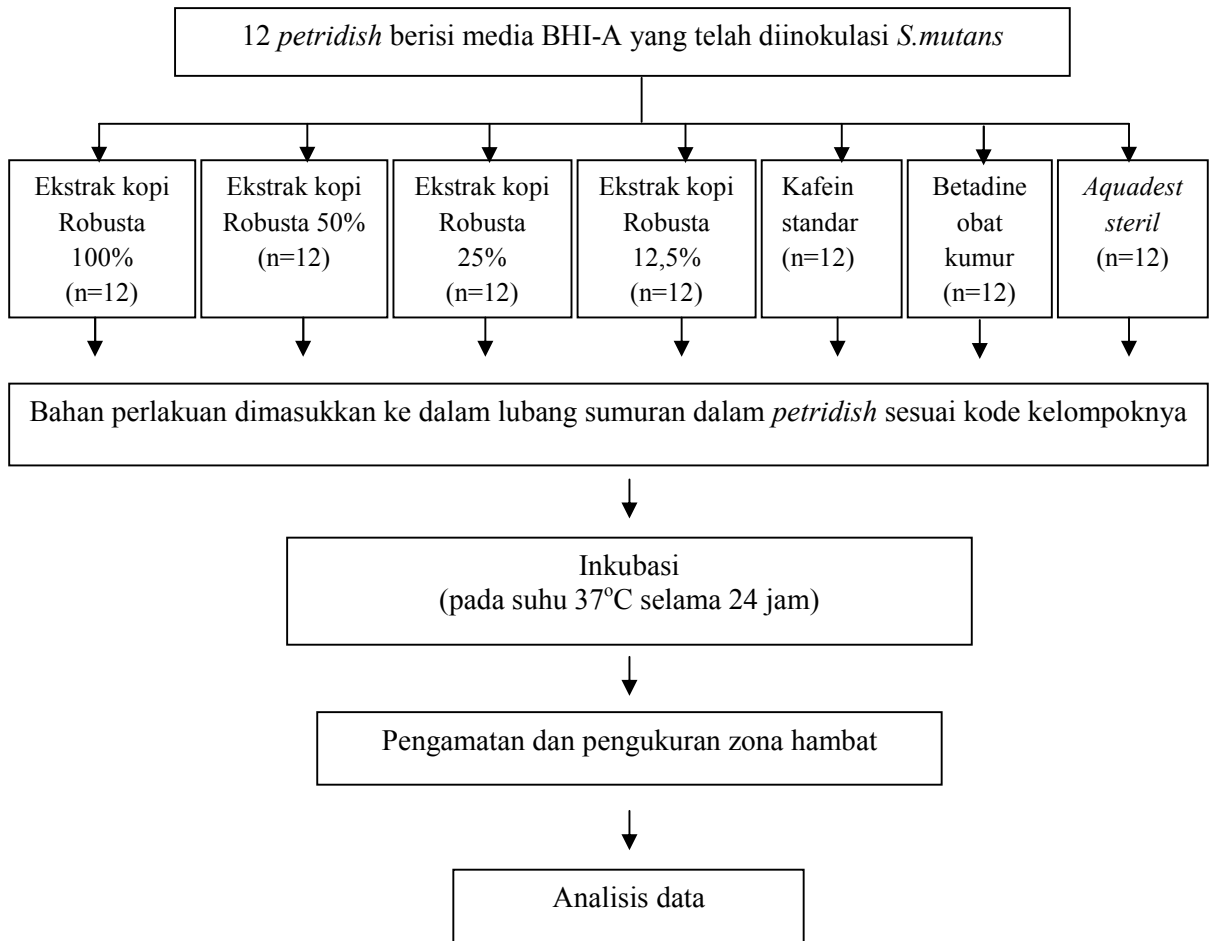 12 petridish berisi media BHI-A yang telah diinokulasi S.mutans
Ekstrak kopi
Robusta
100%
(n=12)
Ekstrak kopi
Robusta 50%
(n=12)
Ekstrak kopi
Robusta
25%
(n=12)
Ekstrak kopi
Robusta
12,5%
(n=12)
Kafein
standar
(n=12)
Betadine
obat
kumur
(n=12)
Aquadest
steril
(n=12)
Bahan perlakuan dimasukkan ke dalam lubang sumuran dalam petridish sesuai kode kelompoknya
Inkubasi
(pada suhu 37°C selama 24 jam)
Pengamatan dan pengukuran zona hambat
Analisis data